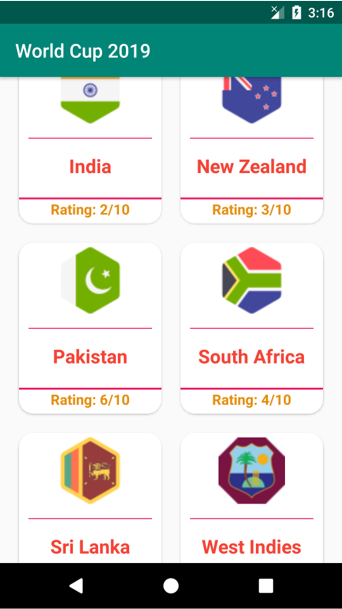 3:16
World Cup 2019
India
New Zealand
Rating: 2/10
Rating: 3/10
Pakistan
South Africa
Rating: 6/10
Rating: 4/10
Sri Lanka
West Indies